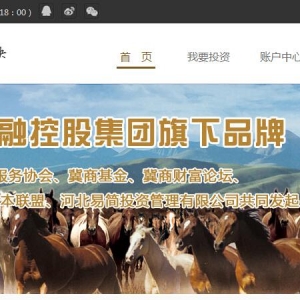 18：00）
首 页 我要投资 账户中心
融控股集团旗下品牌
服务协会、冀商基金、冀商财富论坛、
本联盟、河北易简投资管理有限公司共同发起